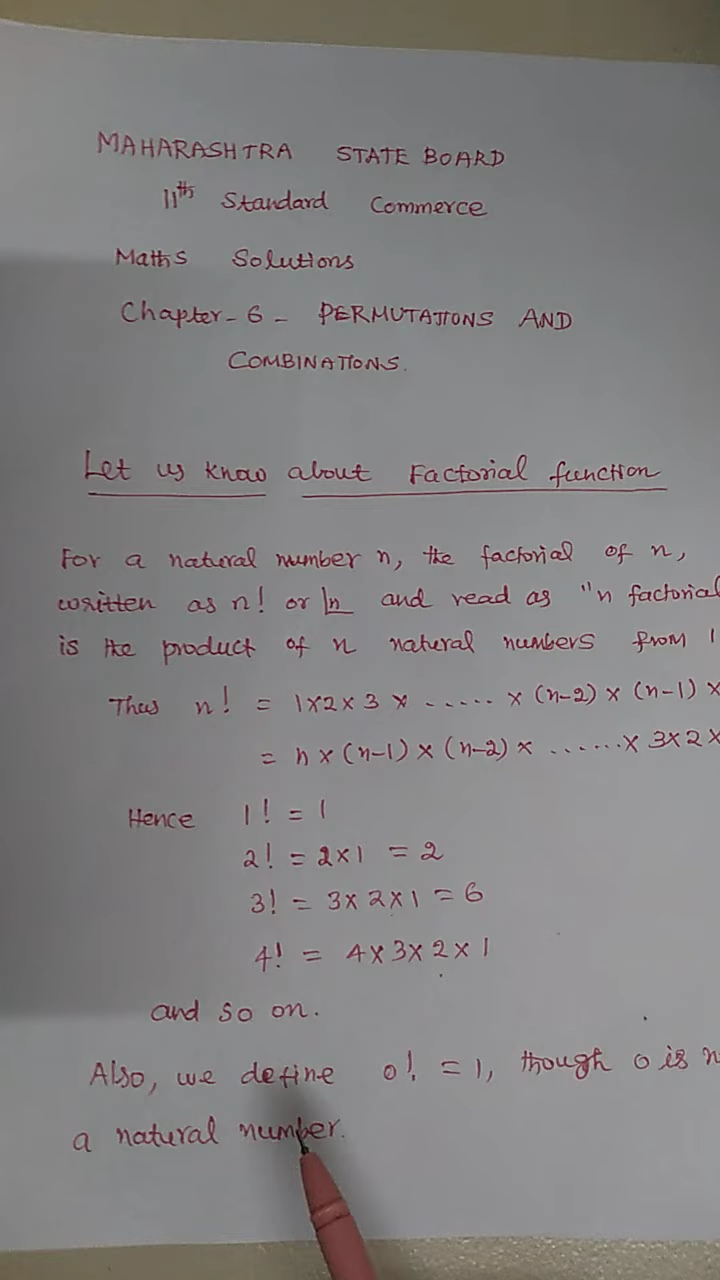 MAHARASHTRA STATE BOARD
11th Standard Commerce
Maths Solutions
Chapter-6- PERMUTATIONS AND
COMBINATIONS.
Let us know about Factorial function
For a natural number n, the factorial of n,
written as n! or |n and read as "n factorial
is the product of n natural numbers from 1
Thus n! = 1×2×3× ...... × (n-2) × (n-1) ×
= n × (n-1) × (n-2) × ...... × 3×2×
Hence 1! = 1
2! = 2×1 = 2
3! = 3×2×1 = 6
4! = 4×3×2×1
and so on.
Also, we define 0! = 1, though 0 is
a natural number.